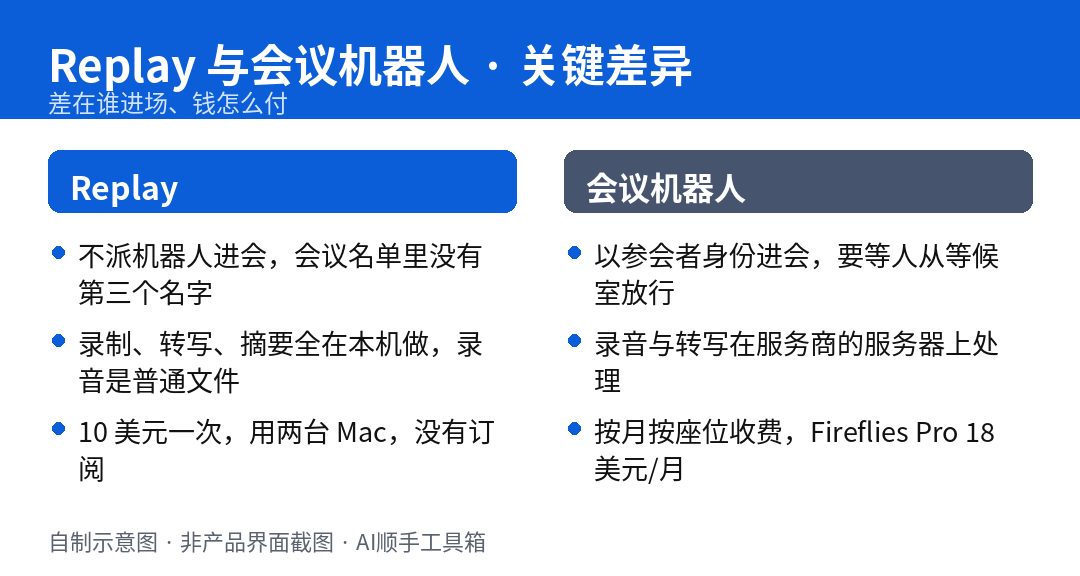 Replay 与会议机器人 · 关键差异
差在谁进场、钱怎么付
Replay
不派机器人进会，会议名单里没有
第三个名字
录制、转写、摘要全在本机做，录
音是普通文件
10 美元一次，用两台 Mac，没有订
阅
会议机器人
以参会者身份进会，要等人从等候
室放行
录音与转写在服务商的服务器上处
理
按月按座位收费，Fireflies Pro 18
美元/月
自制示意图 · 非产品界面截图 · AI顺手工具箱